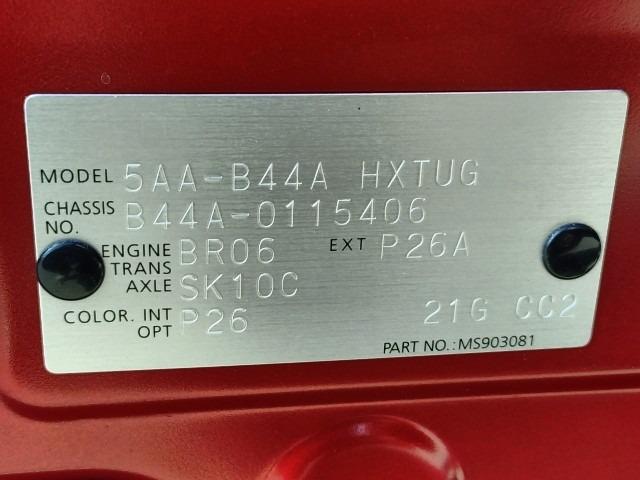 MODEL 5AA-B44A HXTUG
CHASSIS NO. B44A-0115406
ENGINE BR06 EXT P26A
TRANS AXLE SK10C
COLOR. INT OPT P26 21G CC2
PART NO.:MS903081